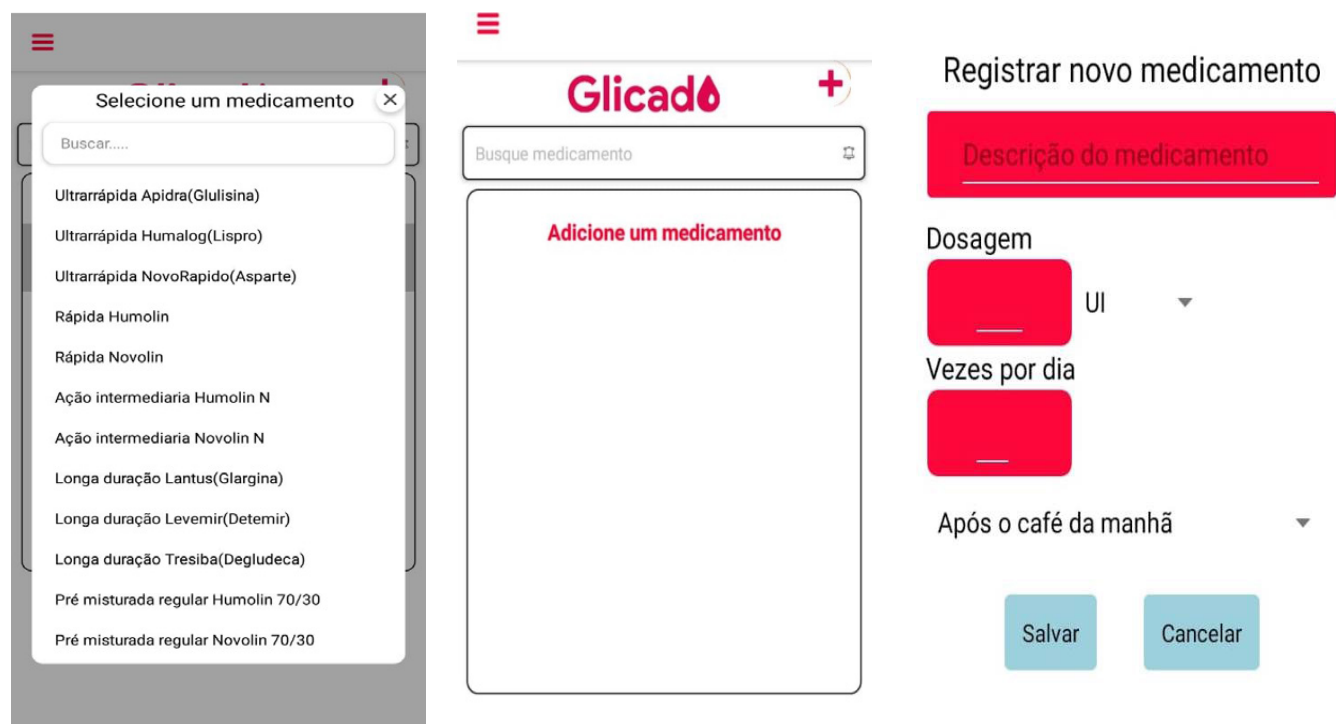 Selecione um medicamento
Buscar.....
Ultrarrápida Apidra(Glulisina)
Ultrarrápida Humalog(Lispro)
Ultrarrápida NovoRapido(Asparte)
Rápida Humolin
Rápida Novolin
Ação intermediaria Humolin N
Ação intermediaria Novolin N
Longa duração Lantus(Glargina)
Longa duração Levemir(Detemir)
Longa duração Tresiba(Degludeca)
Pré misturada regular Humolin 70/30
Pré misturada regular Novolin 70/30
Glicado
Busque medicamento
Adicione um medicamento
Registrar novo medicamento
Descrição do medicamento
Dosagem
UI
Vezes por dia
Após o café da manhã
Salvar
Cancelar